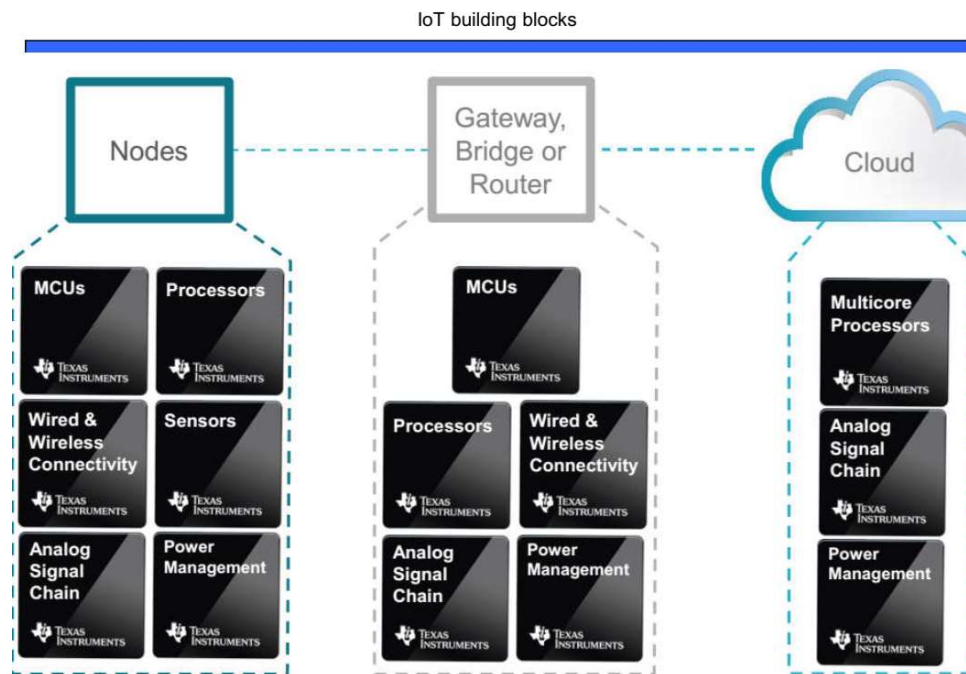 IoT building blocks
Nodes
Gateway,
Bridge or
Router
Cloud
MCUs
TEXAS
INSTRUMENTS
Processors
TEXAS
INSTRUMENTS
Wired &
Wireless
Connectivity
TEXAS
INSTRUMENTS
Sensors
TEXAS
INSTRUMENTS
Analog
Signal
Chain
TEXAS
INSTRUMENTS
Power
Management
TEXAS
INSTRUMENTS
MCUs
TEXAS
INSTRUMENTS
Processors
TEXAS
INSTRUMENTS
Wired &
Wireless
Connectivity
TEXAS
INSTRUMENTS
Analog
Signal
Chain
TEXAS
INSTRUMENTS
Power
Management
TEXAS
INSTRUMENTS
Multicore
Processors
TEXAS
INSTRUMENTS
Analog
Signal
Chain
TEXAS
INSTRUMENTS
Power
Management
TEXAS
INSTRUMENTS